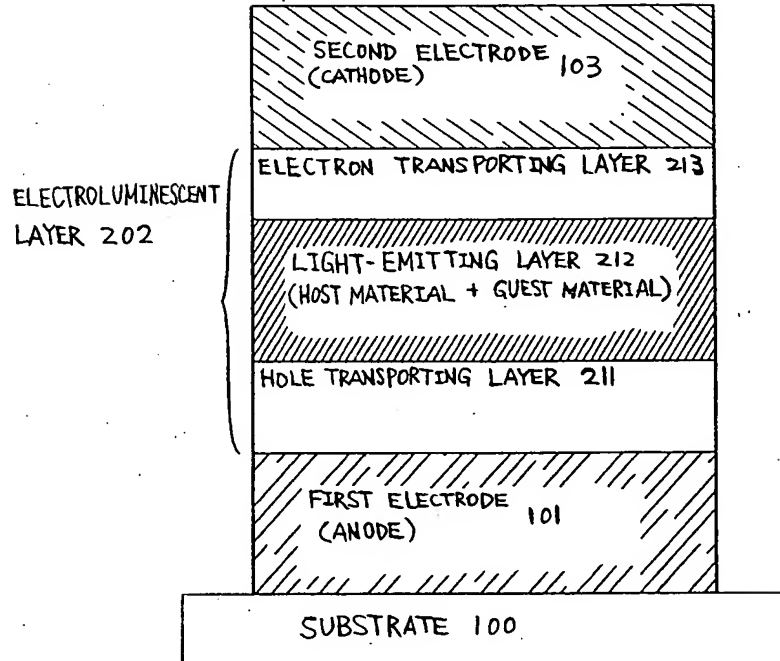 SECOND ELECTRODE 103
(CATHODE)
ELECTRON TRANSPORTING LAYER 213
ELECTROLUMINESCENT
LAYER 202
LIGHT-EMITTING LAYER 212
(HOST MATERIAL + GUEST MATERIAL)
HOLE TRANSPORTING LAYER 211
FIRST ELECTRODE 101
(ANODE)
SUBSTRATE 100